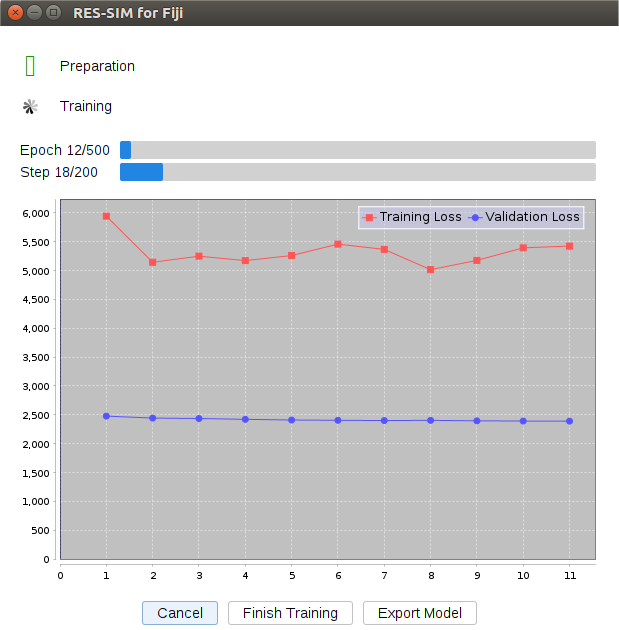 RES-SIM for Fiji
Preparation
Training
Epoch 12/500
Step 18/200
Training Loss Validation Loss
6,000
5,500
5,000
4,500
4,000
3,500
3,000
2,500
2,000
1,500
1,000
500
0
0 1 2 3 4 5 6 7 8 9 10 11
Cancel Finish Training Export Model